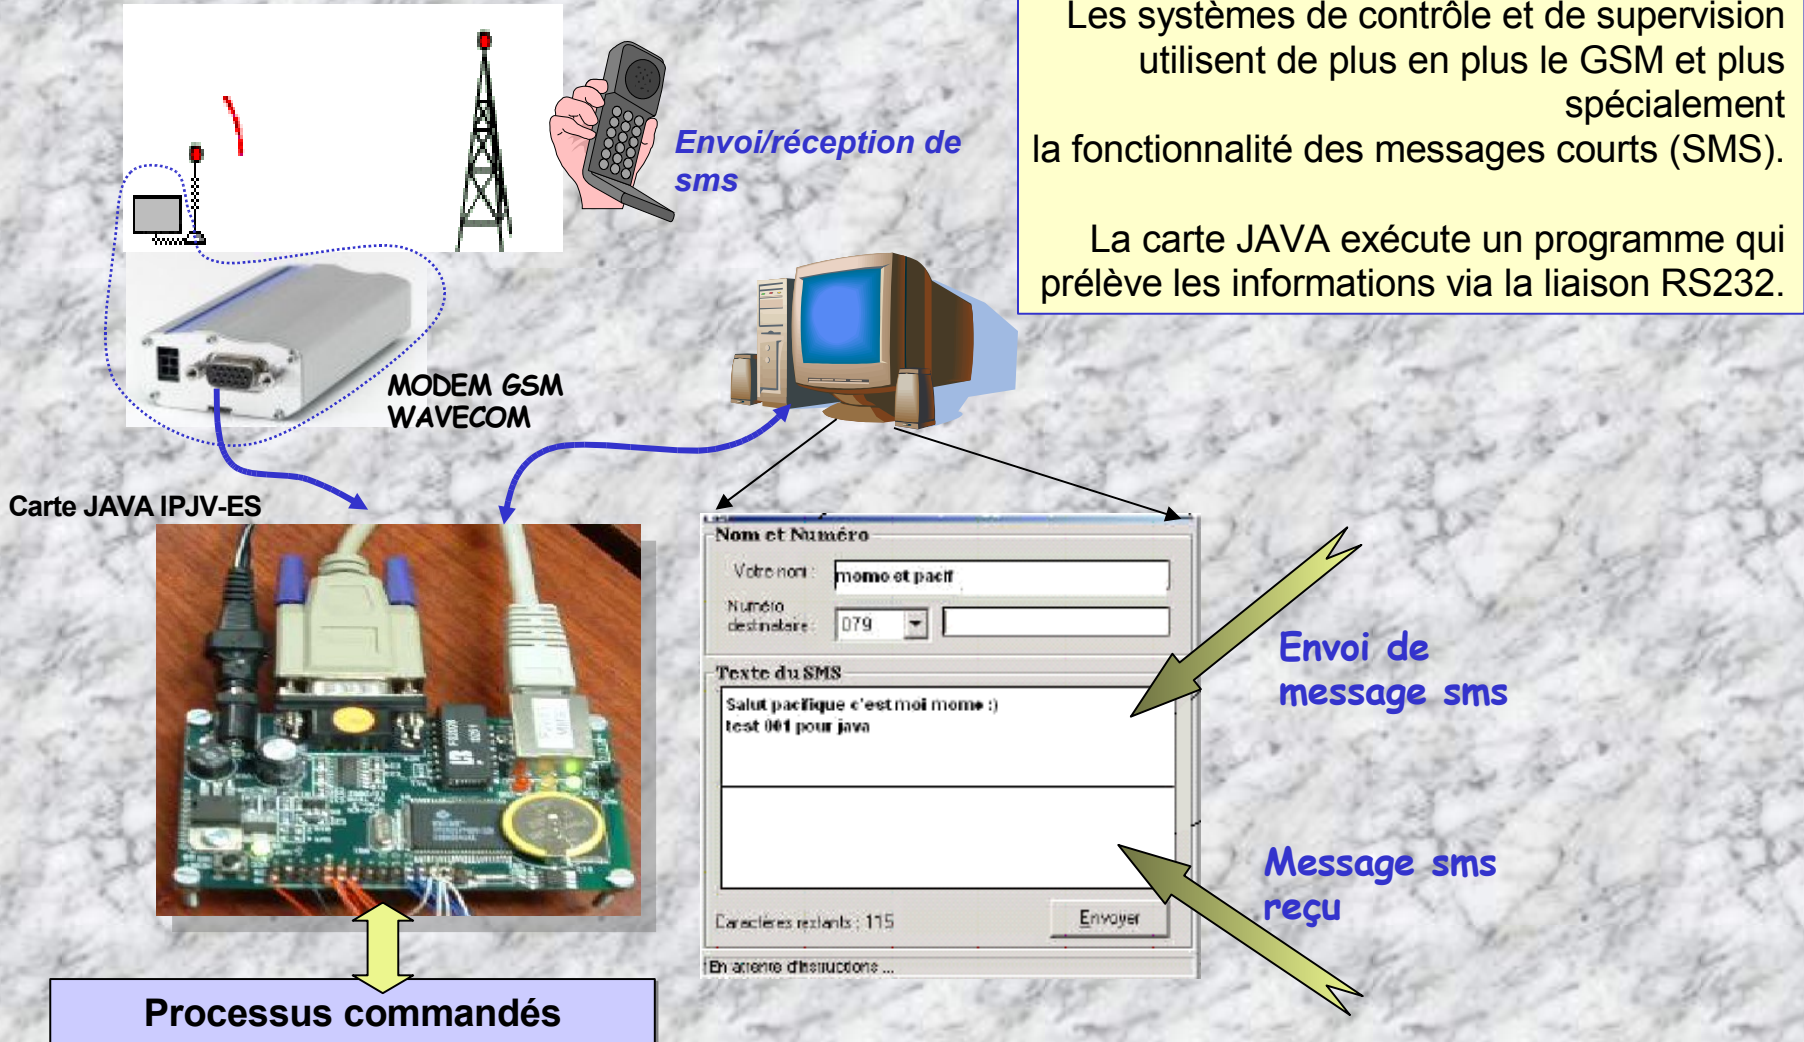 Les systèmes de contrôle et de supervision
utilisent de plus en plus le GSM et plus
spécialement
la fonctionnalité des messages courts (SMS).
La carte JAVA exécute un programme qui
prélève les informations via la liaison RS232.
Envoi/réception de
sms
MODEM GSM
WAVECOM
Carte JAVA IPJV-ES
Nom et Numéro
Votre nom :
momo et pacif
Numéro
destinataire :
079
Texte du SMS
Salut pacifique c'est moi momo :)
test 001 pour java
Caractères restants : 115
Envoyer
En attente d'instructions ...
Envoi de
message sms
Message sms
reçu
Processus commandés